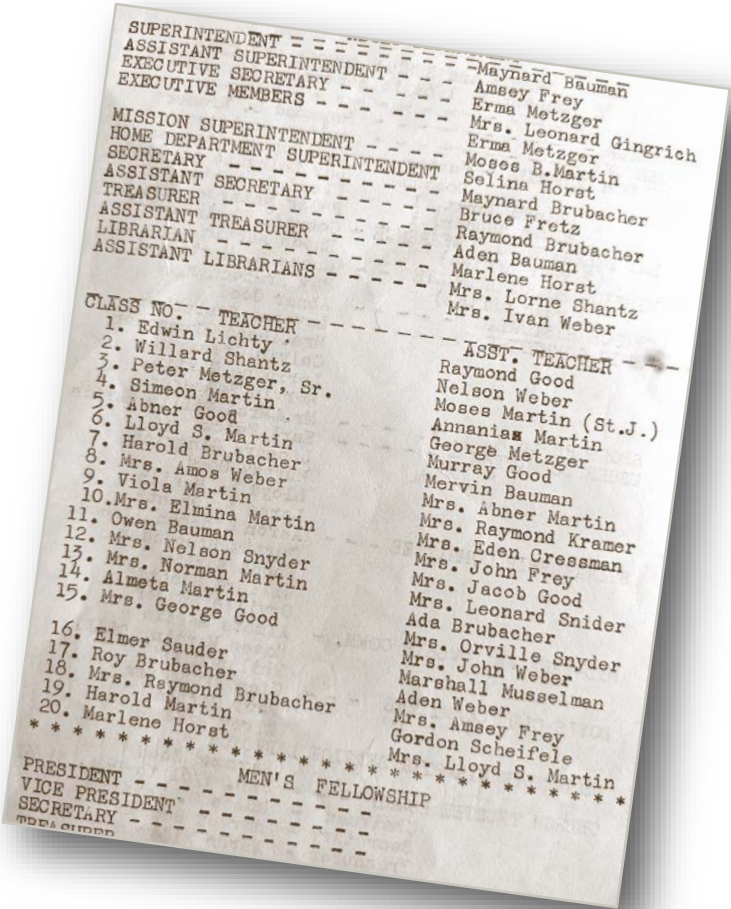 SUPERINTENDENT - - - - - - - - - Maynard Bauman
ASSISTANT SUPERINTENDENT - - - Amsey Frey
EXECUTIVE SECRETARY - - - - - Erma Metzger
EXECUTIVE MEMBERS - - - - - - Mrs. Leonard Gingrich
Erma Metzger
MISSION SUPERINTENDENT - - - - Moses B.Martin
HOME DEPARTMENT SUPERINTENDENT Selina Horst
SECRETARY - - - - - - - - - - Maynard Brubacher
ASSISTANT SECRETARY - - - - - Bruce Fretz
TREASURER - - - - - - - - - - Raymond Brubacher
ASSISTANT TREASURER - - - - - Aden Bauman
LIBRARIAN - - - - - - - - - - Marlene Horst
ASSISTANT LIBRARIANS - - - - - Mrs. Lorne Shantz
Mrs. Ivan Weber
CLASS NO. TEACHER ASST. TEACHER
1. Edwin Lichty Raymond Good
2. Willard Shantz Nelson Weber
3. Peter Metzger, Sr. Moses Martin (St.J.)
4. Simeon Martin Annanias Martin
5. Abner Good George Metzger
6. Lloyd S. Martin Murray Good
7. Harold Brubacher Mervin Bauman
8. Mrs. Amos Weber Mrs. Abner Martin
9. Viola Martin Mrs. Raymond Kramer
10.Mrs. Elmina Martin Mrs. Eden Cressman
11. Owen Bauman Mrs. John Frey
12. Mrs. Nelson Snyder Mrs. Jacob Good
13. Mrs. Norman Martin Mrs. Leonard Snider
14. Almeta Martin Ada Brubacher
15. Mrs. George Good Mrs. Orville Snyder
Mrs. John Weber
16. Elmer Sauder Marshall Musselman
17. Roy Brubacher Aden Weber
18. Mrs. Raymond Brubacher Mrs. Amsey Frey
19. Harold Martin Gordon Scheifele
20. Marlene Horst Mrs. Lloyd S. Martin
* * * * * * * * * * * * * * * * * * * * * * * * * * * *
MEN'S FELLOWSHIP
PRESIDENT - - - - - - - - - -
VICE PRESIDENT - - - - - - - -
SECRETARY - - - - - - - - - -
TREASURER